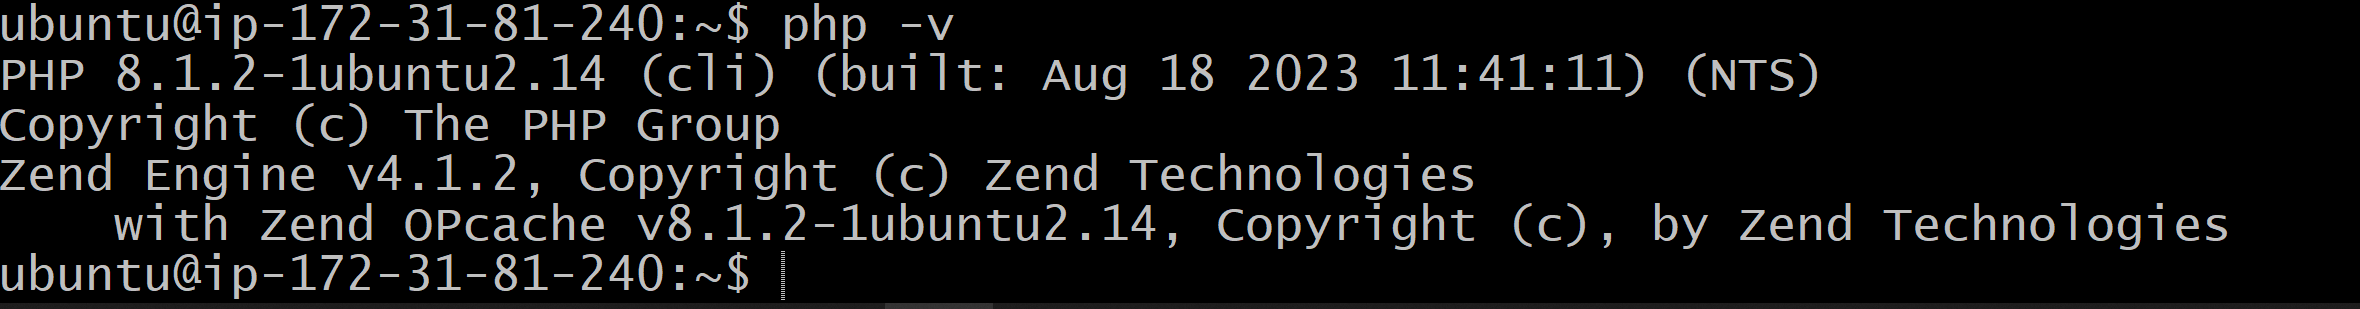 ubuntu@ip-172-31-81-240:~$ php -v
PHP 8.1.2-1ubuntu2.14 (cli) (built: Aug 18 2023 11:41:11) (NTS)
Copyright (c) The PHP Group
Zend Engine v4.1.2, Copyright (c) Zend Technologies
    with Zend OPcache v8.1.2-1ubuntu2.14, Copyright (c), by Zend Technologies
ubuntu@ip-172-31-81-240:~$